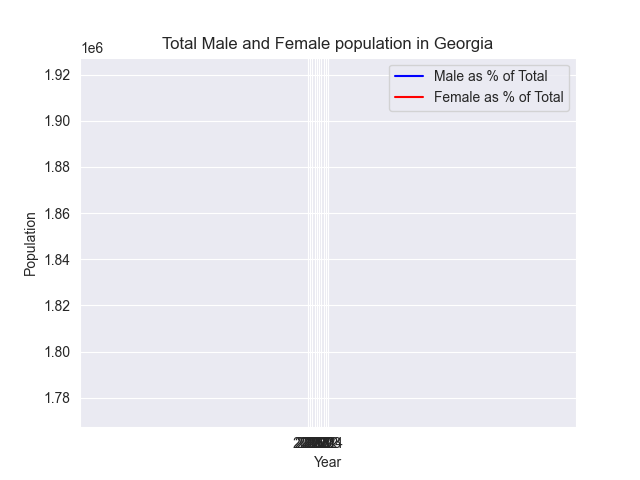 Total Male and Female population in Georgia
1e6
Male as % of Total
Female as % of Total
1.92
1.90
1.88
1.86
1.84
1.82
1.80
1.78
Population
Year